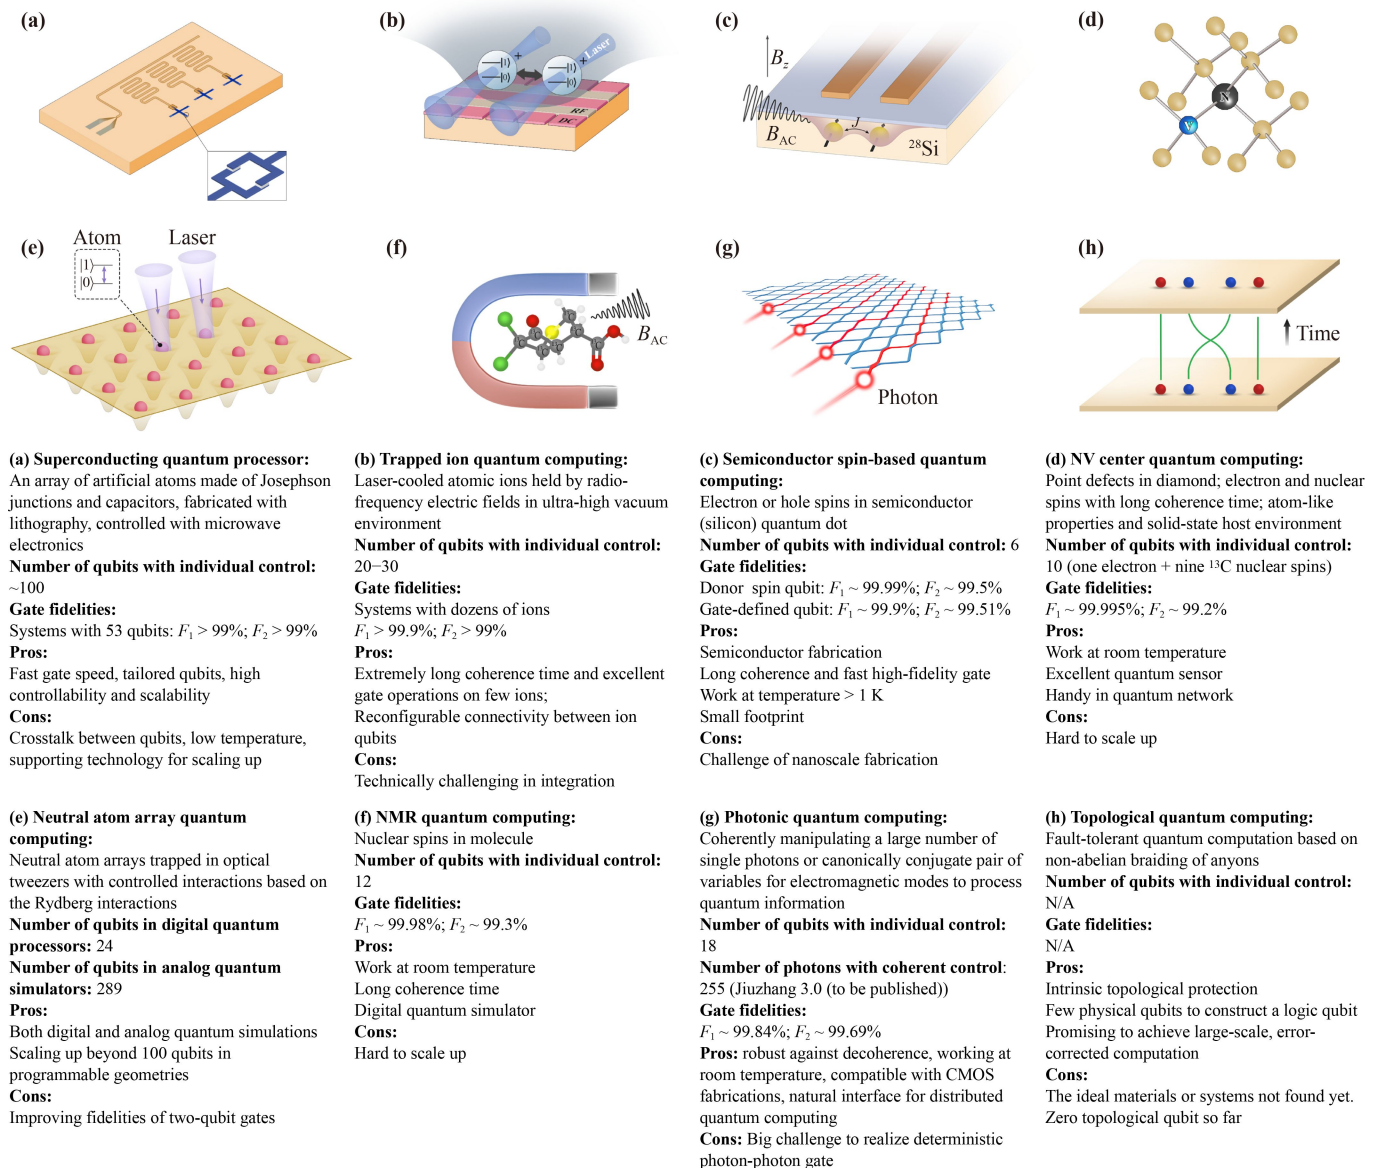 (a)
(b)
|1⟩
|0⟩
+
|1⟩
|0⟩
+
Laser
RF
DC
(c)
B_z
B_AC
J
²⁸Si
(d)
N
V
(e)
Atom
Laser
|1⟩
|0⟩
(f)
B_AC
(g)
Photon
(h)
Time
(a) Superconducting quantum processor:
An array of artificial atoms made of Josephson
junctions and capacitors, fabricated with
lithography, controlled with microwave
electronics
Number of qubits with individual control:
~100
Gate fidelities:
Systems with 53 qubits: F₁ > 99%; F₂ > 99%
Pros:
Fast gate speed, tailored qubits, high
controllability and scalability
Cons:
Crosstalk between qubits, low temperature,
supporting technology for scaling up
(b) Trapped ion quantum computing:
Laser-cooled atomic ions held by radio-
frequency electric fields in ultra-high vacuum
environment
Number of qubits with individual control:
20−30
Gate fidelities:
Systems with dozens of ions
F₁ > 99.9%; F₂ > 99%
Pros:
Extremely long coherence time and excellent
gate operations on few ions;
Reconfigurable connectivity between ion
qubits
Cons:
Technically challenging in integration
(c) Semiconductor spin-based quantum
computing:
Electron or hole spins in semiconductor
(silicon) quantum dot
Number of qubits with individual control: 6
Gate fidelities:
Donor spin qubit: F₁ ~ 99.99%; F₂ ~ 99.5%
Gate-defined qubit: F₁ ~ 99.9%; F₂ ~ 99.51%
Pros:
Semiconductor fabrication
Long coherence and fast high-fidelity gate
Work at temperature > 1 K
Small footprint
Cons:
Challenge of nanoscale fabrication
(d) NV center quantum computing:
Point defects in diamond; electron and nuclear
spins with long coherence time; atom-like
properties and solid-state host environment
Number of qubits with individual control:
10 (one electron + nine ¹³C nuclear spins)
Gate fidelities:
F₁ ~ 99.995%; F₂ ~ 99.2%
Pros:
Work at room temperature
Excellent quantum sensor
Handy in quantum network
Cons:
Hard to scale up
(e) Neutral atom array quantum
computing:
Neutral atom arrays trapped in optical
tweezers with controlled interactions based on
the Rydberg interactions
Number of qubits in digital quantum
processors: 24
Number of qubits in analog quantum
simulators: 289
Pros:
Both digital and analog quantum simulations
Scaling up beyond 100 qubits in
programmable geometries
Cons:
Improving fidelities of two-qubit gates
(f) NMR quantum computing:
Nuclear spins in molecule
Number of qubits with individual control:
12
Gate fidelities:
F₁ ~ 99.98%; F₂ ~ 99.3%
Pros:
Work at room temperature
Long coherence time
Digital quantum simulator
Cons:
Hard to scale up
(g) Photonic quantum computing:
Coherently manipulating a large number of
single photons or canonically conjugate pair of
variables for electromagnetic modes to process
quantum information
Number of qubits with individual control:
18
Number of photons with coherent control:
255 (Jiuzhang 3.0 (to be published))
Gate fidelities:
F₁ ~ 99.84%; F₂ ~ 99.69%
Pros: robust against decoherence, working at
room temperature, compatible with CMOS
fabrications, natural interface for distributed
quantum computing
Cons: Big challenge to realize deterministic
photon-photon gate
(h) Topological quantum computing:
Fault-tolerant quantum computation based on
non-abelian braiding of anyons
Number of qubits with individual control:
N/A
Gate fidelities:
N/A
Pros:
Intrinsic topological protection
Few physical qubits to construct a logic qubit
Promising to achieve large-scale, error-
corrected computation
Cons:
The ideal materials or systems not found yet.
Zero topological qubit so far